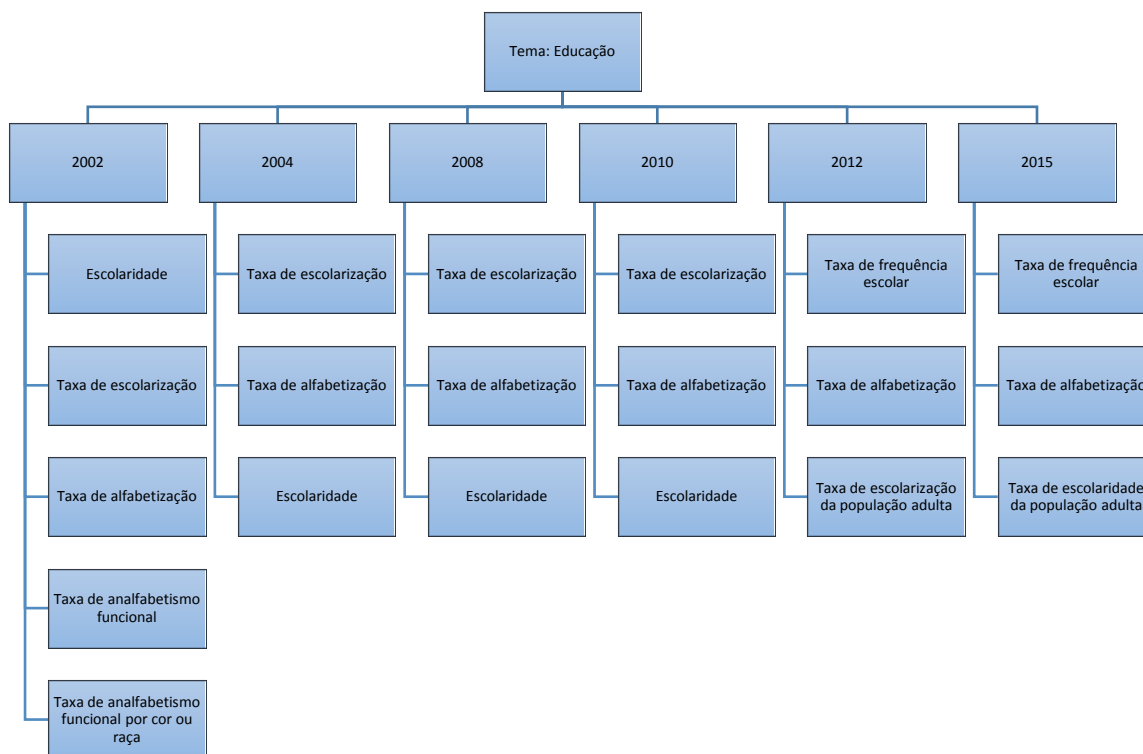 Tema: Educação
2002
2004
2008
2010
2012
2015
Escolaridade
Taxa de escolarização
Taxa de alfabetização
Taxa de analfabetismo
funcional
Taxa de analfabetismo
funcional por cor ou
raça
Taxa de escolarização
Taxa de alfabetização
Escolaridade
Taxa de escolarização
Taxa de alfabetização
Escolaridade
Taxa de escolarização
Taxa de alfabetização
Escolaridade
Taxa de frequência
escolar
Taxa de alfabetização
Taxa de escolarização
da população adulta
Taxa de frequência
escolar
Taxa de alfabetização
Taxa de escolaridade
da população adulta